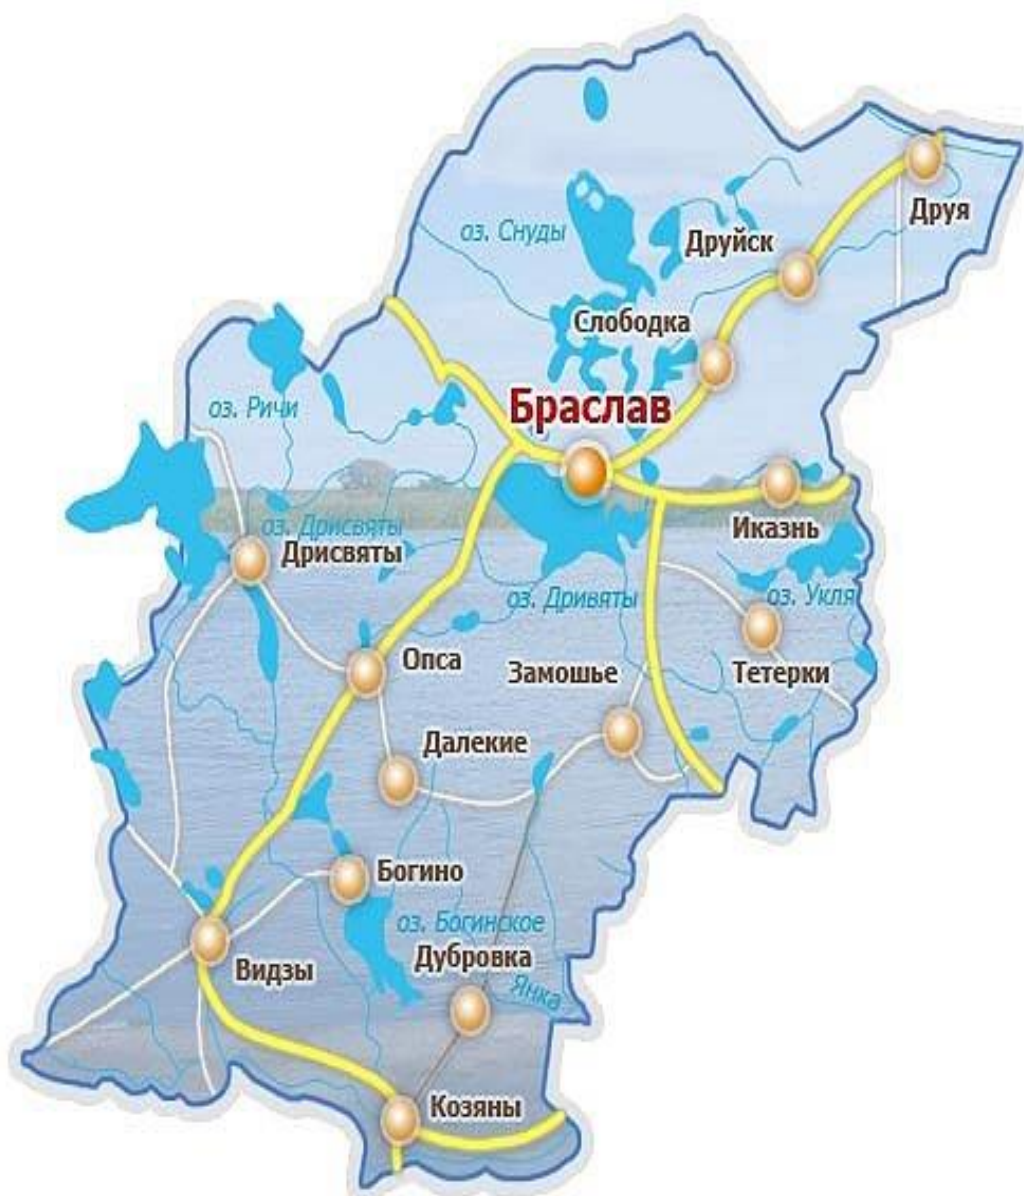 Друя
оз. Снуды
Друйск
Слободка
Браслав
оз. Ричи
Иказнь
оз. Дрисвяты
Дрисвяты
оз. Дривяты
оз. Укля
Опса
Замошье
Тетерки
Далекие
Богино
оз. Богинское
Дубровка
Видзы
Янка
Козяны